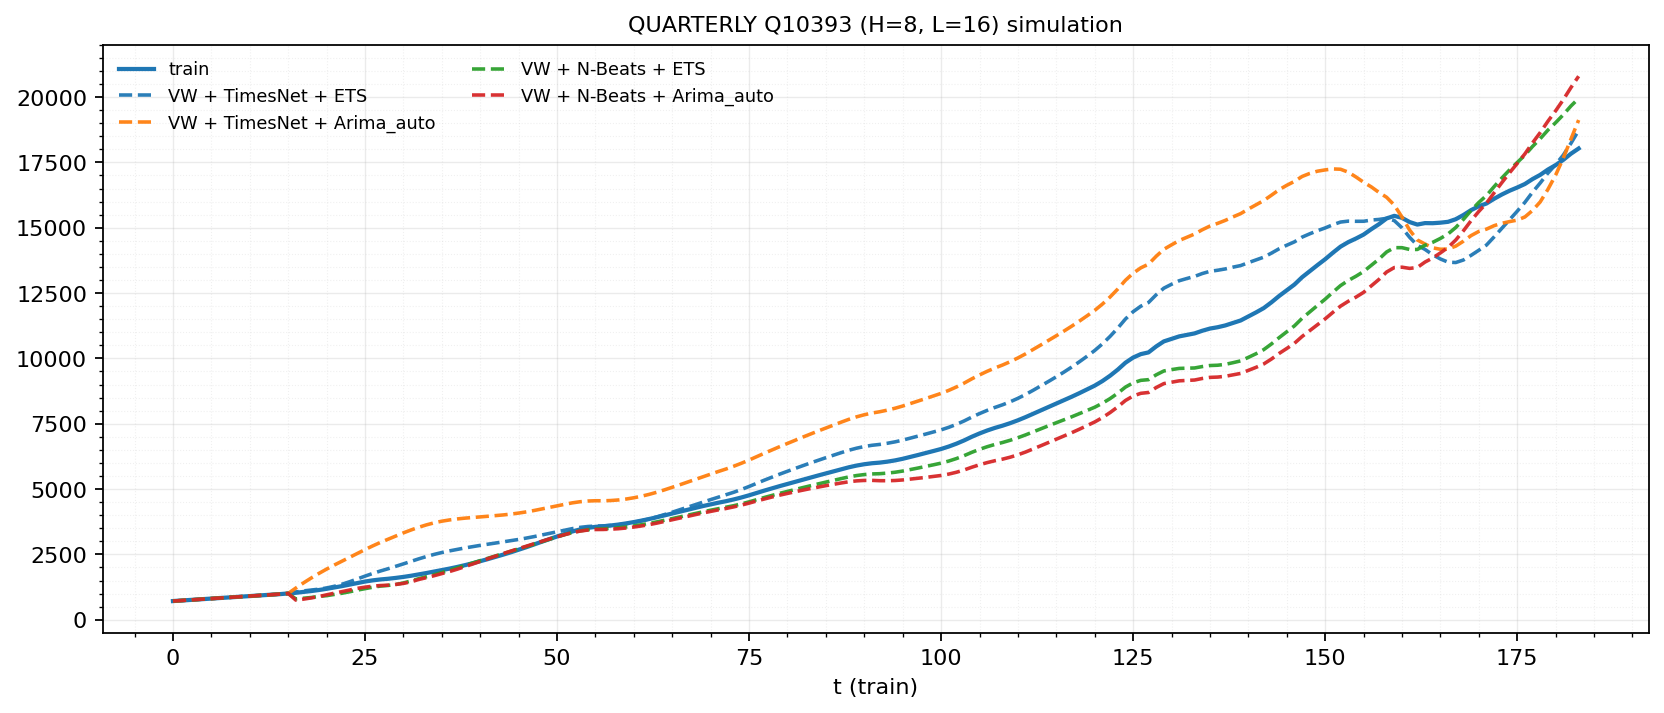 QUARTERLY Q10393 (H=8, L=16) simulation
train
VW + TimesNet + ETS
VW + TimesNet + Arima_auto
VW + N-Beats + ETS
VW + N-Beats + Arima_auto
20000
17500
15000
12500
10000
7500
5000
2500
0
0 25 50 75 100 125 150 175
t (train)